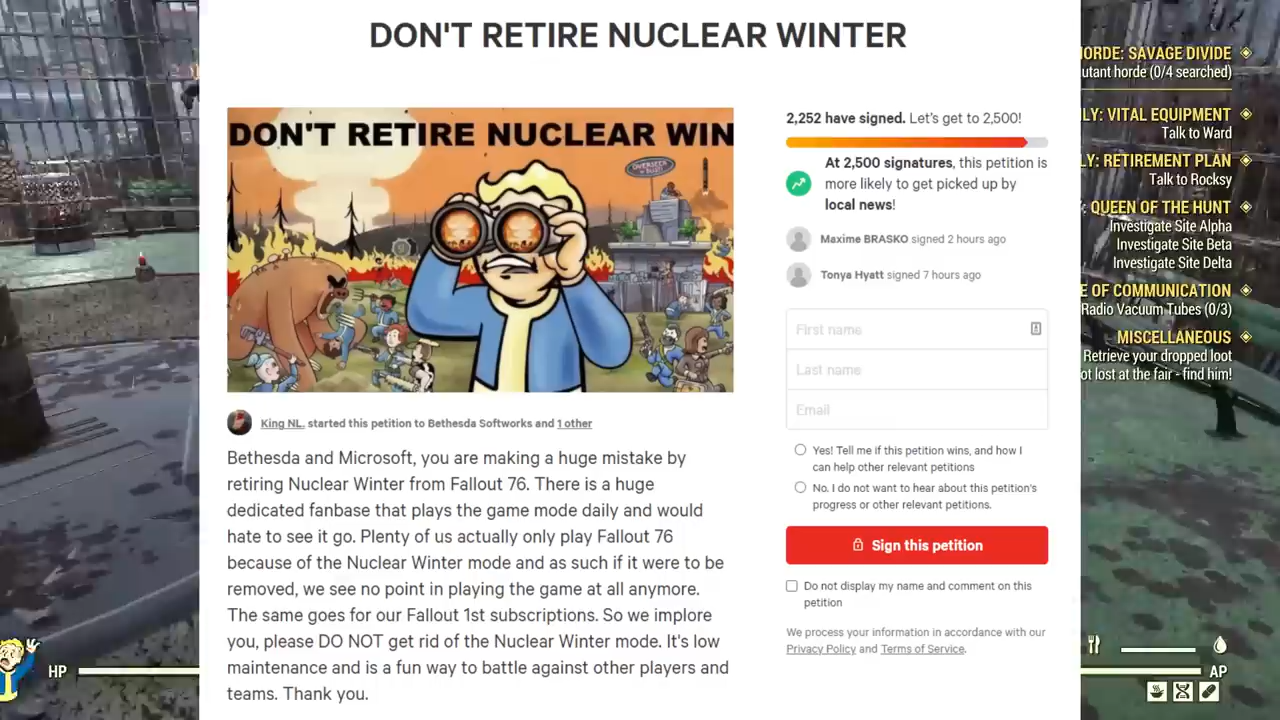 DON'T RETIRE NUCLEAR WINTER
DON'T RETIRE NUCLEAR WIN
OVERSEER
2,252 have signed. Let's get to 2,500!
At 2,500 signatures, this petition is
more likely to get picked up by
local news!
Maxime BRASKO signed 2 hours ago
Tonya Hyatt signed 7 hours ago
First name
Last name
Email
Yes! Tell me if this petition wins, and how I
can help other relevant petitions
No. I do not want to hear about this petition's
progress or other relevant petitions.
Sign this petition
Do not display my name and comment on this
petition
We process your information in accordance with our
Privacy Policy and Terms of Service.
King NL. started this petition to Bethesda Softworks and 1 other
Bethesda and Microsoft, you are making a huge mistake by
retiring Nuclear Winter from Fallout 76. There is a huge
dedicated fanbase that plays the game mode daily and would
hate to see it go. Plenty of us actually only play Fallout 76
because of the Nuclear Winter mode and as such if it were to be
removed, we see no point in playing the game at all anymore.
The same goes for our Fallout 1st subscriptions. So we implore
you, please DO NOT get rid of the Nuclear Winter mode. It's low
maintenance and is a fun way to battle against other players and
teams. Thank you.
HORDE: SAVAGE DIVIDE
utant horde (0/4 searched)
ILY: VITAL EQUIPMENT
Talk to Ward
LY: RETIREMENT PLAN
Talk to Rocksy
: QUEEN OF THE HUNT
Investigate Site Alpha
Investigate Site Beta
Investigate Site Delta
E OF COMMUNICATION
Radio Vacuum Tubes (0/3)
MISCELLANEOUS
Retrieve your dropped loot
ot lost at the fair - find him!
HP
AP